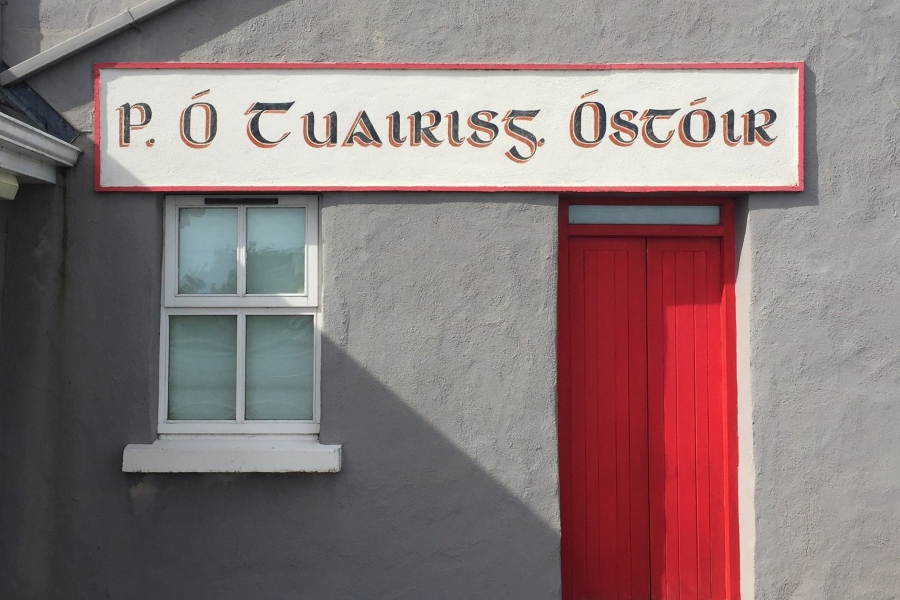 P. Ó Tuairisg. Óstóir